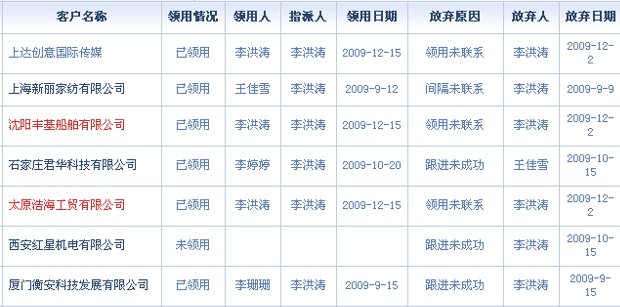 客户名称 领用情况 领用人 指派人 领用日期 放弃原因 放弃人 放弃日期
上达创意国际传媒 已领用 李洪涛 李洪涛 2009-12-15 领用未联系 李洪涛 2009-12-2
上海新丽家纺有限公司 已领用 王佳雪 李洪涛 2009-9-12 间隔未联系 李洪涛 2009-9-9
沈阳丰基船舶有限公司 已领用 李洪涛 李洪涛 2009-12-15 领用未联系 李洪涛 2009-12-2
石家庄君华科技有限公司 已领用 李婷婷 李洪涛 2009-10-20 跟进未成功 王佳雪 2009-10-15
太原浩海工贸有限公司 已领用 李洪涛 李洪涛 2009-12-15 领用未联系 李洪涛 2009-12-2
西安红星机电有限公司 未领用 跟进未成功 李洪涛 2009-10-15
厦门衡安科技发展有限公司 已领用 李珊珊 李洪涛 2009-9-15 跟进未成功 李洪涛 2009-9-15